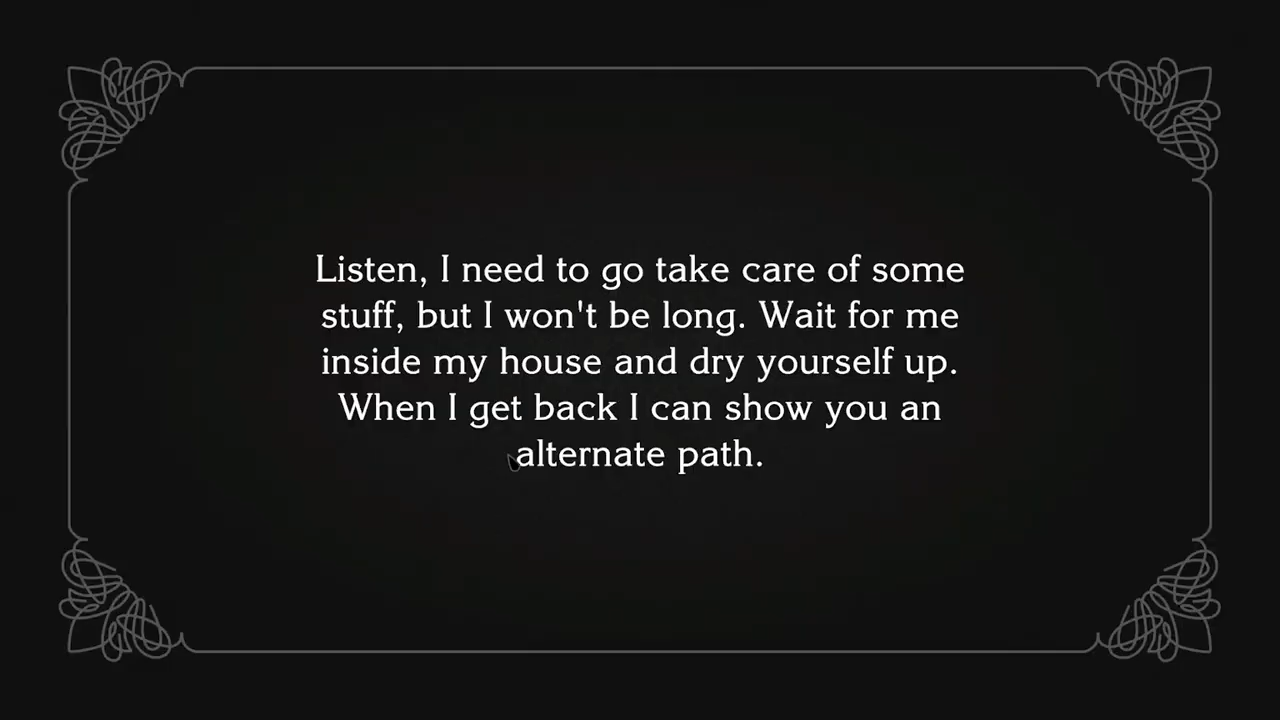 Listen, I need to go take care of some
stuff, but I won't be long. Wait for me
inside my house and dry yourself up.
When I get back I can show you an
alternate path.